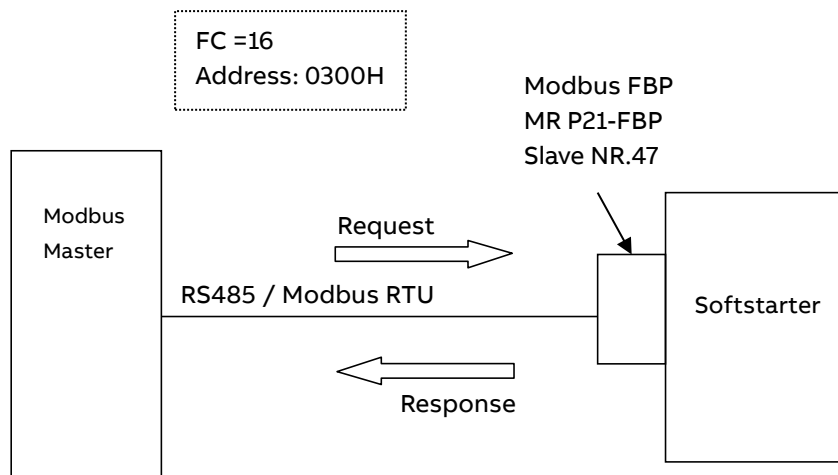 FC =16
Address: 0300H
Modbus FBP
MR P21-FBP
Slave NR.47
Modbus
Master
Request
RS485 / Modbus RTU
Softstarter
Response